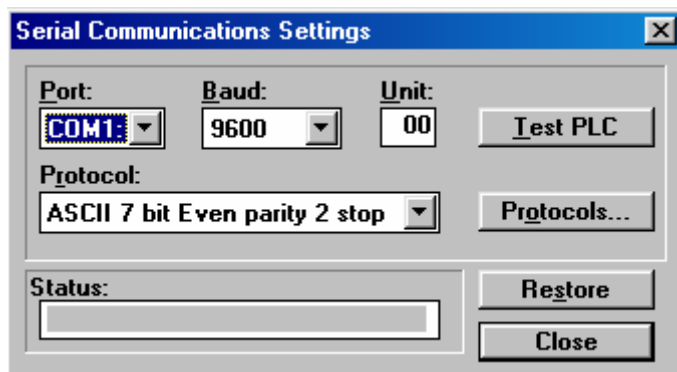 Serial Communications Settings
Port: Baud: Unit:
COM1: 9600 00 Test PLC
Protocol:
ASCII 7 bit Even parity 2 stop Protocols...
Status: Restore
Close